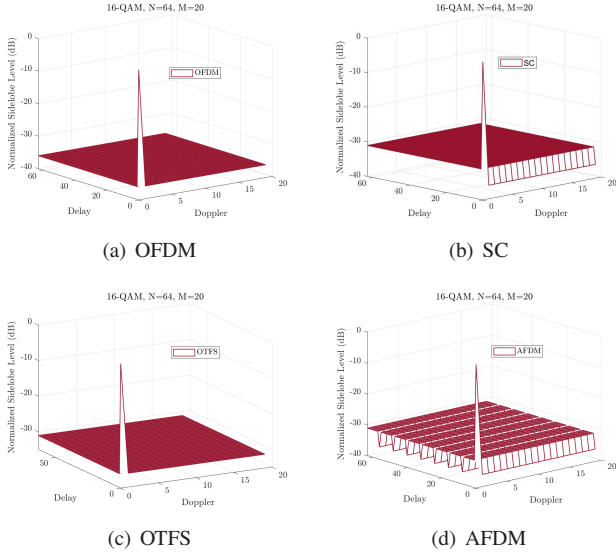 16-QAM, N=64, M=20
0
-10
-20
-30
-40
Normalized Sidelobe Level (dB)
OFDM
60
40
20
0
Delay
0
5
10
15
20
Doppler
(a) OFDM
16-QAM, N=64, M=20
0
-10
-20
-30
-40
Normalized Sidelobe Level (dB)
SC
60
40
20
0
Delay
0
5
10
15
20
Doppler
(b) SC
16-QAM, N=64, M=20
0
-10
-20
-30
Normalized Sidelobe Level (dB)
OTFS
50
0
Delay
0
5
10
15
20
Doppler
(c) OTFS
16-QAM, N=64, M=20
0
-10
-20
-30
-40
Normalized Sidelobe Level (dB)
AFDM
60
40
20
0
Delay
0
5
10
15
20
Doppler
(d) AFDM